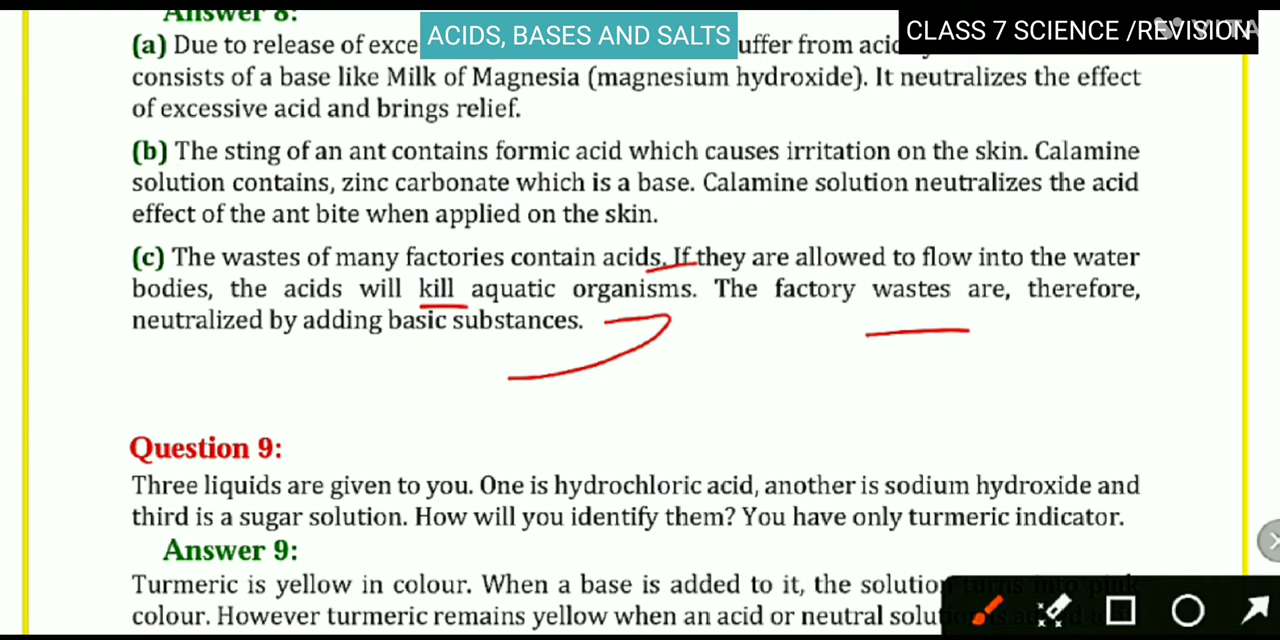 Answer 8:
ACIDS, BASES AND SALTS
CLASS 7 SCIENCE /REVISION
(a) Due to release of uffer from
consists of a base like Milk of Magnesia (magnesium hydroxide). It neutralizes the effect
of excessive acid and brings relief.
(b) The sting of an ant contains formic acid which causes irritation on the skin. Calamine
solution contains, zinc carbonate which is a base. Calamine solution neutralizes the acid
effect of the ant bite when applied on the skin.
(c) The wastes of many factories contain acids. If they are allowed to flow into the water
bodies, the acids will kill aquatic organisms. The factory wastes are, therefore,
neutralized by adding basic substances.
Question 9:
Three liquids are given to you. One is hydrochloric acid, another is sodium hydroxide and
third is a sugar solution. How will you identify them? You have only turmeric indicator.
Answer 9:
Turmeric is yellow in colour. When a base is added to it, the solution turns into pink
colour. However turmeric remains yellow when an acid or neutral